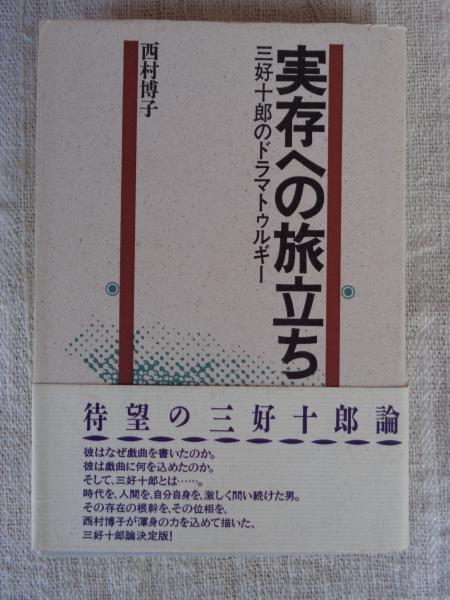 実存への旅立ち
三好十郎のドラマトゥルギー
西村博子
待望の三好十郎論
彼はなぜ戯曲を書いたのか。
彼は戯曲に何を込めたのか。
そして、三好十郎とは……。
時代を、人間を、自分自身を、激しく問い続けた男。
その存在の根幹を、その位相を、
西村博子が渾身の力を込めて描いた、
三好十郎論決定版！